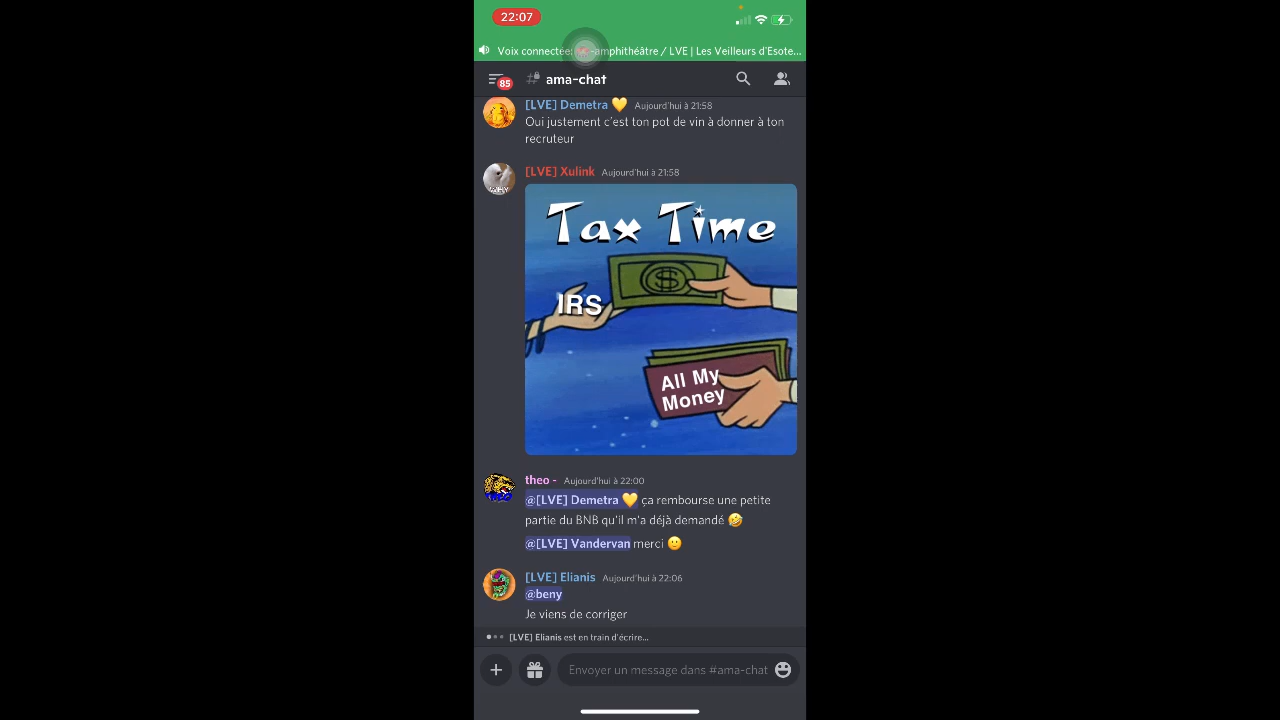 22:07
Voix connectée: -amphithéâtre / LVE | Les Veilleurs d'Esote...
85
ama-chat
[LVE] Demetra 💛 Aujourd'hui à 21:58
Oui justement c'est ton pot de vin à donner à ton
recruteur
[LVE] Xulink Aujourd'hui à 21:58
Tax Time
$
IRS
All My
Money
theo - Aujourd'hui à 22:00
@[LVE] Demetra 💛 ça rembourse une petite
partie du BNB qu'il m'a déjà demandé 🤣
@[LVE] Vandervan merci 🙂
THEO
[LVE] Elianis Aujourd'hui à 22:06
@beny
Je viens de corriger
[LVE] Elianis est en train d'écrire...
Envoyer un message dans #ama-chat